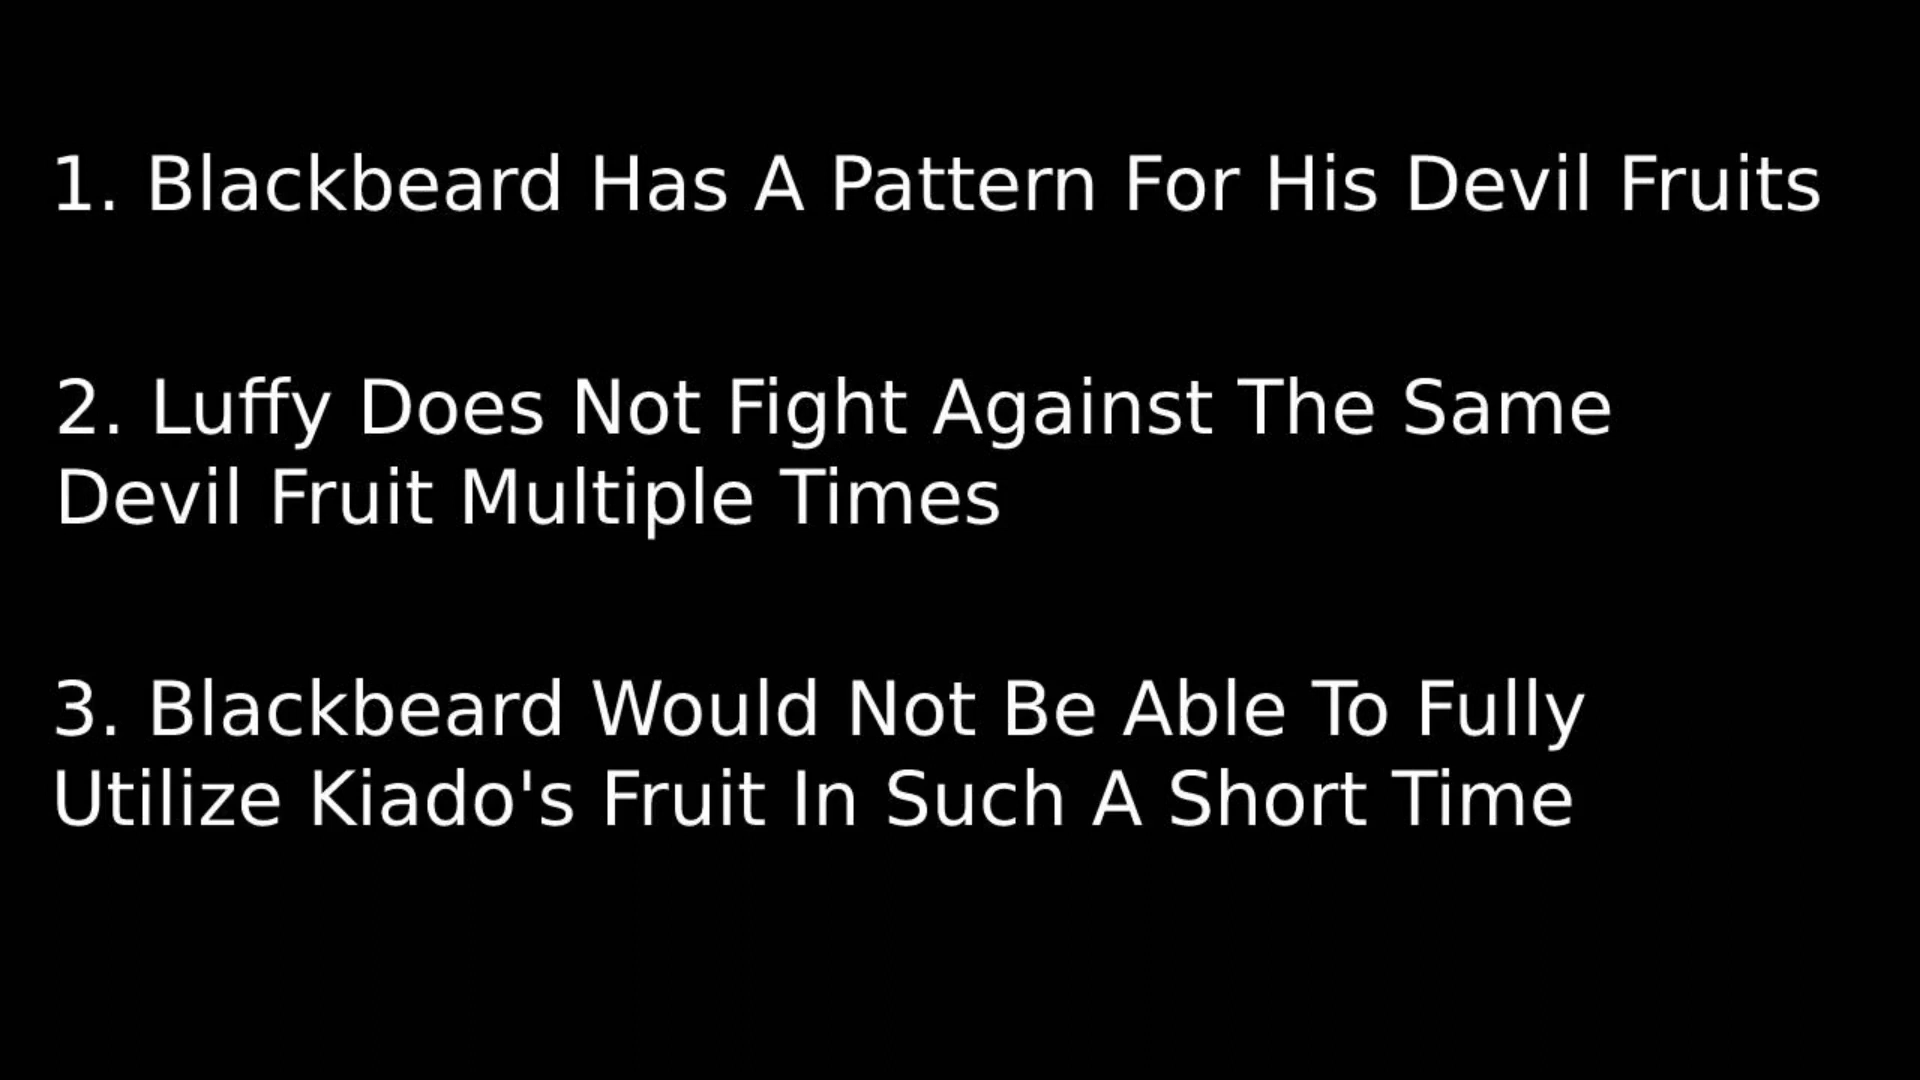 1. Blackbeard Has A Pattern For His Devil Fruits
2. Luffy Does Not Fight Against The Same
Devil Fruit Multiple Times
3. Blackbeard Would Not Be Able To Fully
Utilize Kiado's Fruit In Such A Short Time